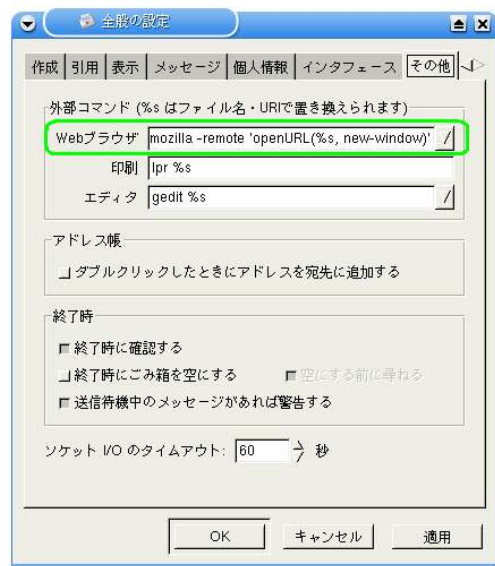 全般の設定
作成 引用 表示 メッセージ 個人情報 インタフェース その他
外部コマンド (%s はファイル名・URIで置き換えられます)
Webブラウザ mozilla -remote 'openURL(%s, new-window)'
印刷 lpr %s
エディタ gedit %s
アドレス帳
ダブルクリックしたときにアドレスを宛先に追加する
終了時
終了時に確認する
終了時にごみ箱を空にする 空にする前に尋ねる
送信待機中のメッセージがあれば警告する
ソケット I/O のタイムアウト: 60 秒
OK キャンセル 適用